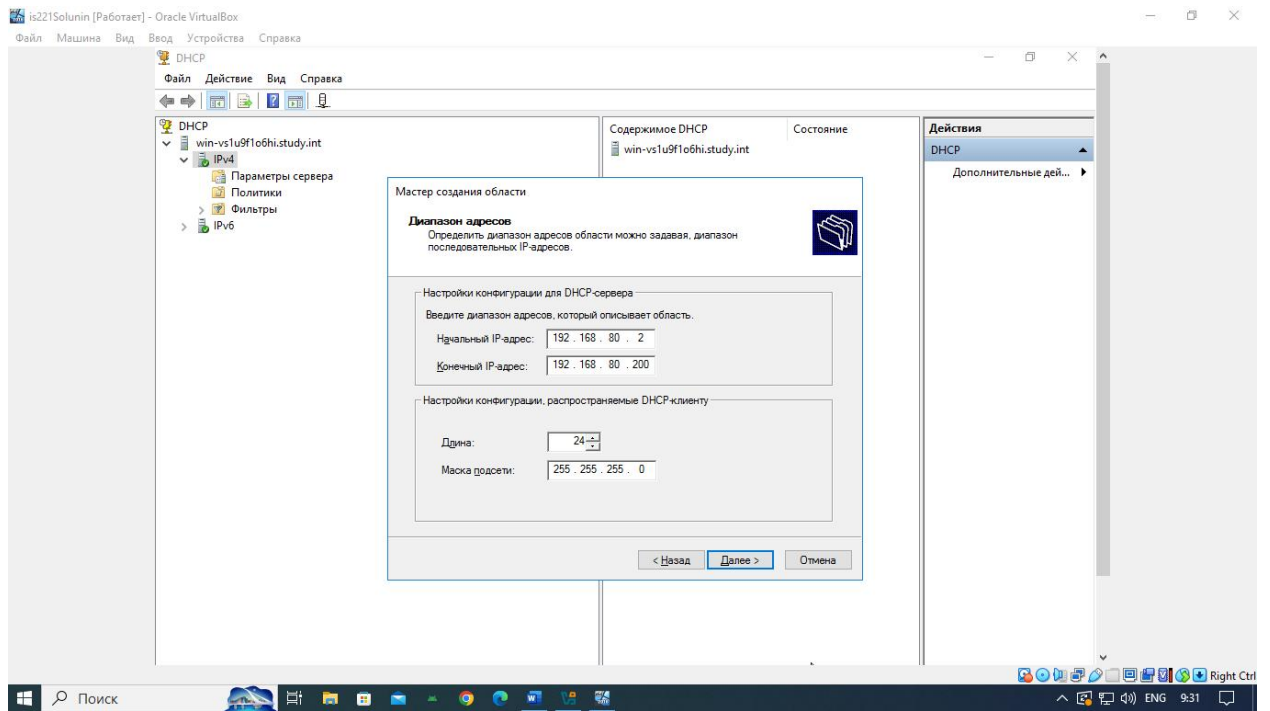 is221Solunin [Работает] - Oracle VirtualBox
Файл Машина Вид Ввод Устройства Справка
DHCP
Файл Действие Вид Справка
DHCP
win-vs1u9f1o6hi.study.int
IPv4
Параметры сервера
Политики
Фильтры
IPv6
Содержимое DHCP Состояние
win-vs1u9f1o6hi.study.int
Действия
DHCP
Дополнительные дей...
Мастер создания области
Диапазон адресов
Определить диапазон адресов области можно задавая, диапазон
последовательных IP-адресов.
Настройки конфигурации для DHCP-сервера
Введите диапазон адресов, который описывает область.
Начальный IP-адрес: 192 . 168 . 80 . 2
Конечный IP-адрес: 192 . 168 . 80 . 200
Настройки конфигурации, распространяемые DHCP-клиенту
Длина: 24
Маска подсети: 255 . 255 . 255 . 0
< Назад Далее > Отмена
Right Ctrl
Поиск ENG 9:31